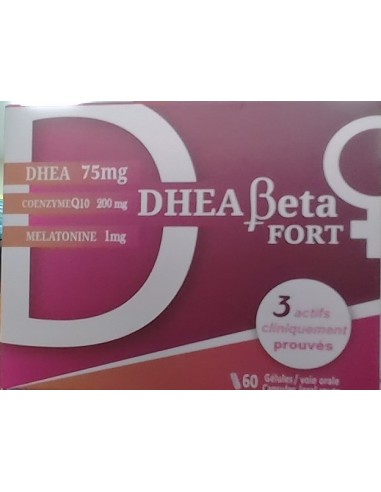 DHEA 75mg
COENZYMEQ10 200 mg
MELATONINE 1mg
DHEA βeta
FORT
3 actifs
cliniquement
prouvés
60 Gélules / voie orale